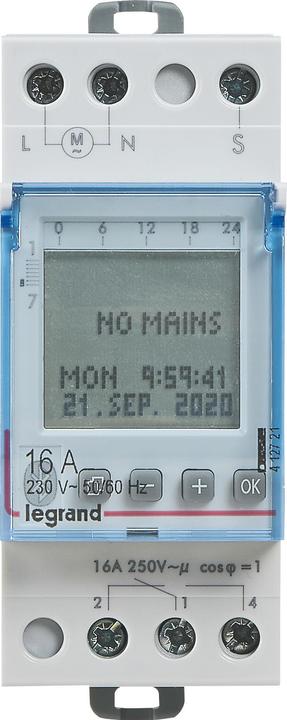 L M N S
0 6 12 18 24
1
7
NO MAINS
MON 9:59:41
21.SEP. 2020
16 A
230 V~ 50/60 Hz
- + OK
legrand
4 127 21
16A 250V~µ cosφ=1
2 1 4